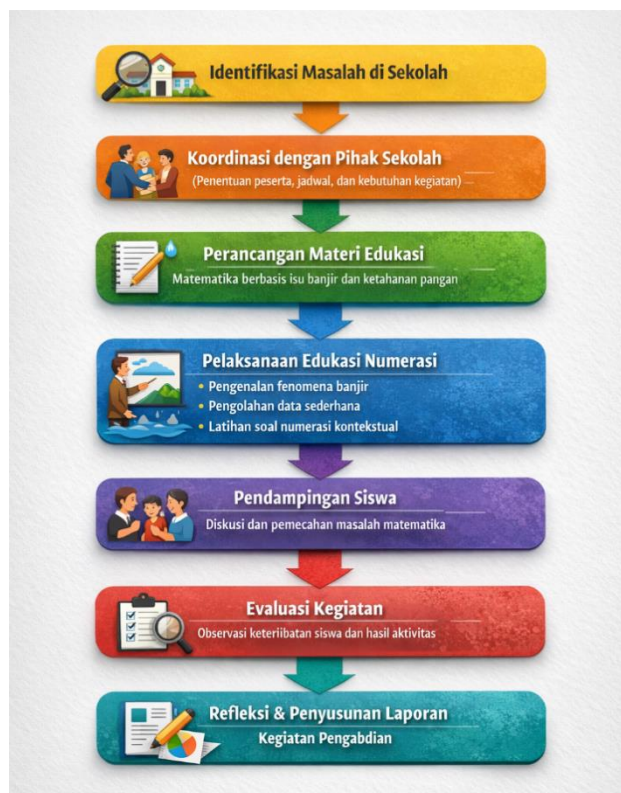 Identifikasi Masalah di Sekolah
Koordinasi dengan Pihak Sekolah
(Penentuan peserta, jadwal, dan kebutuhan kegiatan)
Perancangan Materi Edukasi
Matematika berbasis isu banjir dan ketahanan pangan
Pelaksanaan Edukasi Numerasi
• Pengenalan fenomena banjir
• Pengolahan data sederhana
• Latihan soal numerasi kontekstual
Pendampingan Siswa
Diskusi dan pemecahan masalah matematika
Evaluasi Kegiatan
Observasi keteriibatan siswa dan hasil aktivitas
Refleksi & Penyusunan Laporan
Kegiatan Pengabdian